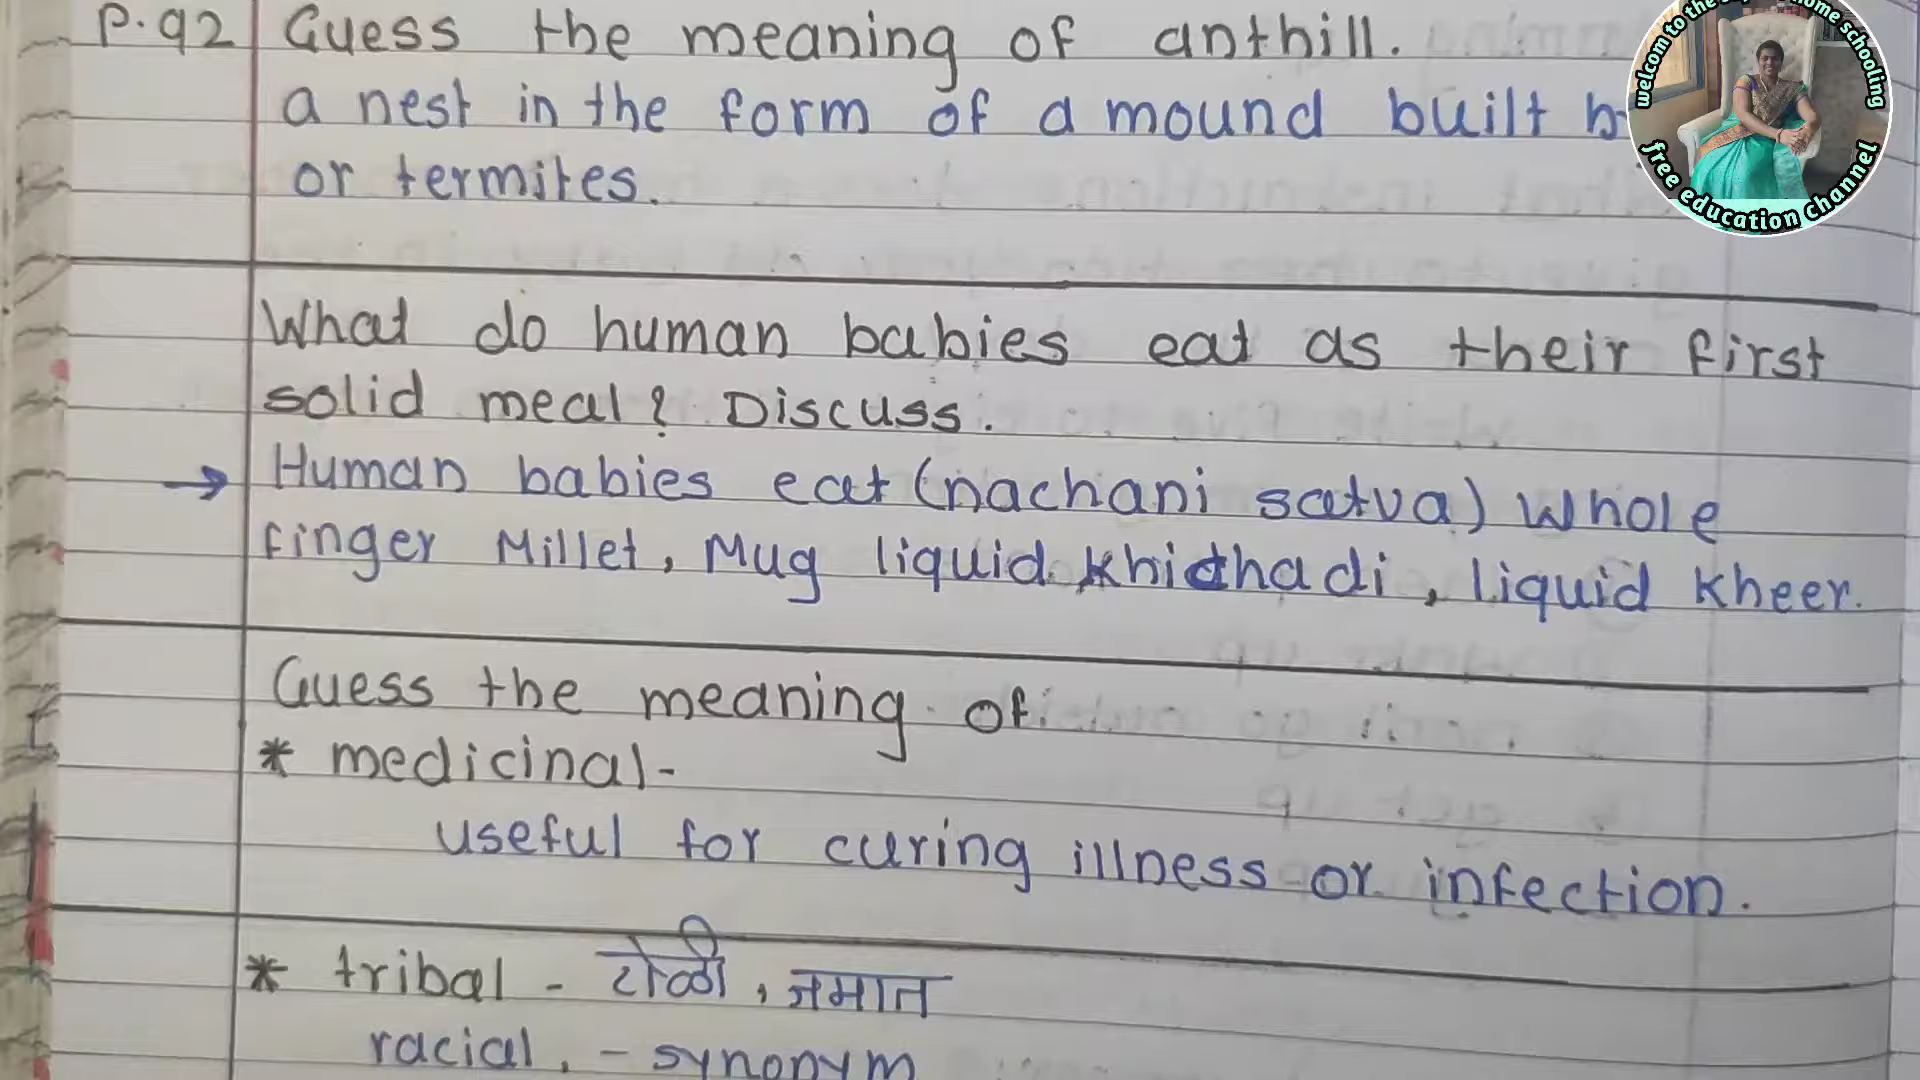 P.92 Guess the meaning of anthill.
a nest in the form of a mound built
or termites.
What do human babies eat as their first
solid meal? Discuss.
→ Human babies eat (nachani satva) Whole
finger Millet, Mug liquid khichadi, liquid kheer.
Guess the meaning of
* medicinal-
useful for curing illness or infection.
* tribal - टोळी, जमात
racial. - synonym
welcom to the home schooling
free education channel